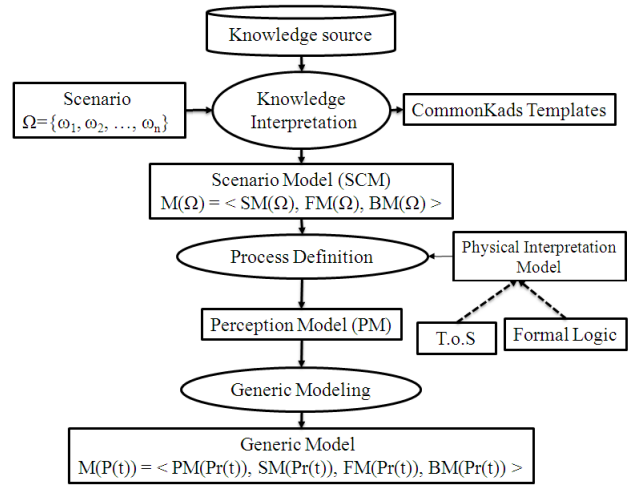 Knowledge source
Scenario
Ω={ω1, ω2, …, ωn}
Knowledge
Interpretation
CommonKads Templates
Scenario Model (SCM)
M(Ω) = < SM(Ω), FM(Ω), BM(Ω) >
Process Definition
Physical Interpretation
Model
Perception Model (PM)
T.o.S
Formal Logic
Generic Modeling
Generic Model
M(P(t)) = < PM(Pr(t)), SM(Pr(t)), FM(Pr(t)), BM(Pr(t)) >